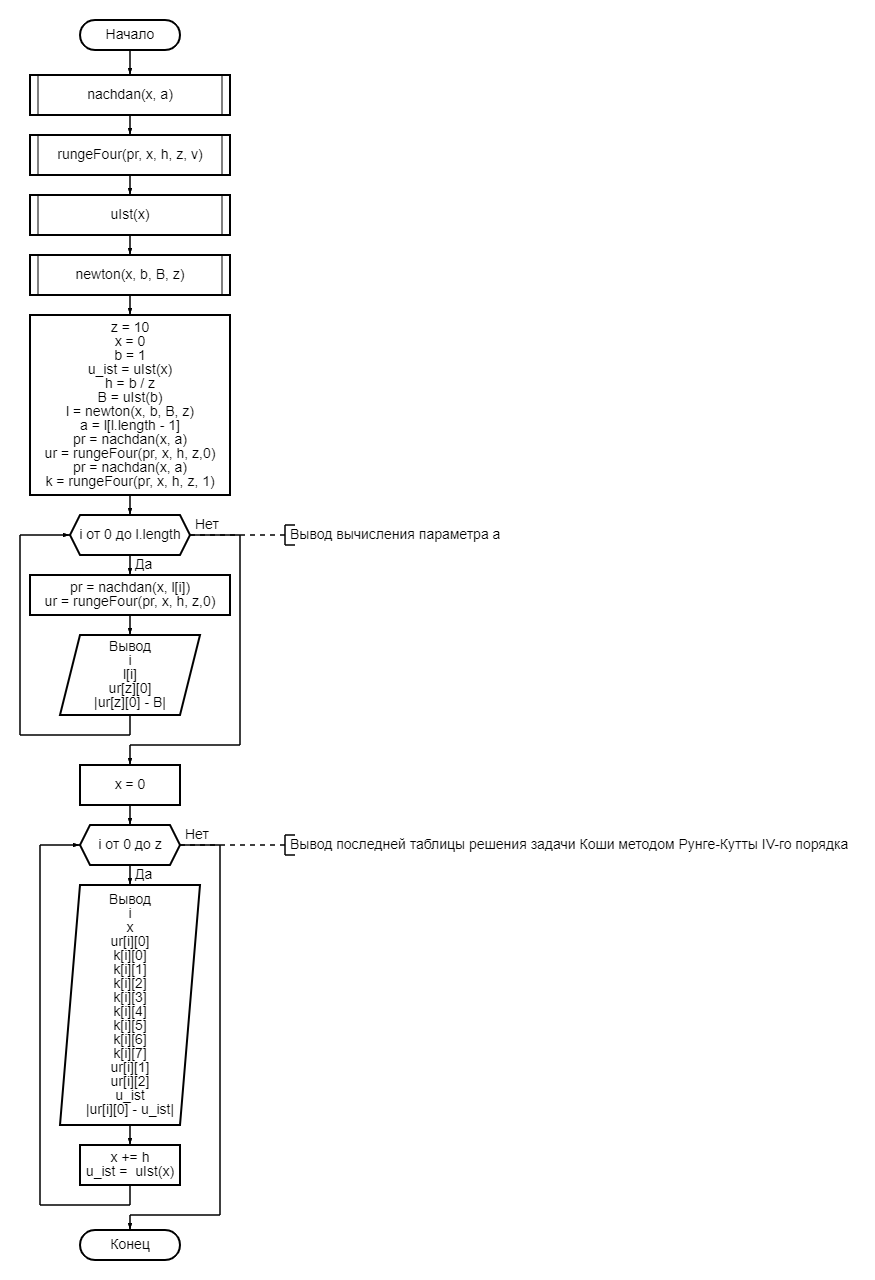 Начало
nachdan(x, a)
rungeFour(pr, x, h, z, v)
uIst(x)
newton(x, b, B, z)
z = 10
x = 0
b = 1
u_ist = uIst(x)
h = b / z
B = uIst(b)
l = newton(x, b, B, z)
a = l[l.length - 1]
pr = nachdan(x, a)
ur = rungeFour(pr, x, h, z,0)
pr = nachdan(x, a)
k = rungeFour(pr, x, h, z, 1)
i от 0 до l.length
Нет
Вывод вычисления параметра a
Да
pr = nachdan(x, l[i])
ur = rungeFour(pr, x, h, z,0)
Вывод
i
l[i]
ur[z][0]
|ur[z][0] - B|
x = 0
i от 0 до z
Нет
Вывод последней таблицы решения задачи Коши методом Рунге-Кутты IV-го порядка
Да
Вывод
i
x
ur[i][0]
k[i][0]
k[i][1]
k[i][2]
k[i][3]
k[i][4]
k[i][5]
k[i][6]
k[i][7]
ur[i][1]
ur[i][2]
u_ist
|ur[i][0] - u_ist|
x += h
u_ist =  uIst(x)
Конец